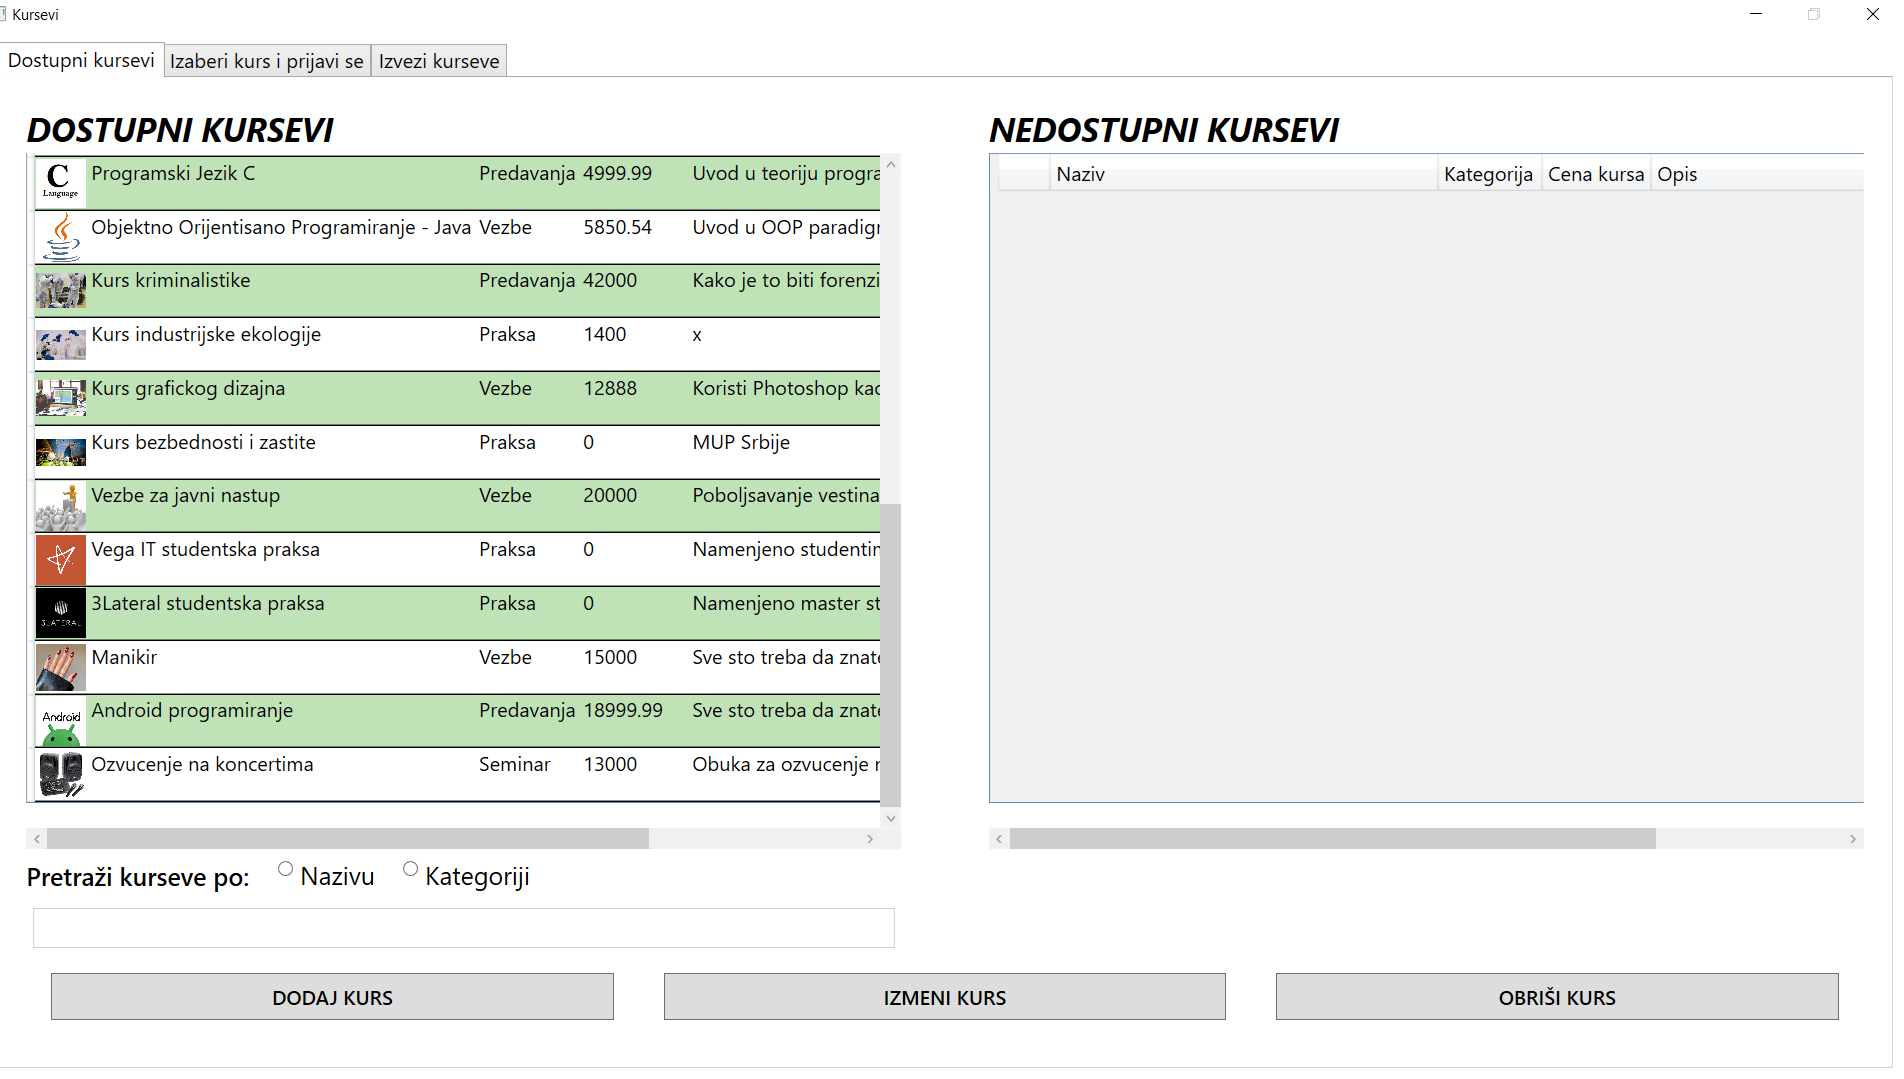 Kursevi
Dostupni kursevi Izaberi kurs i prijavi se Izvezi kurseve
DOSTUPNI KURSEVI
C Language Programski Jezik C Predavanja 4999.99 Uvod u teoriju progra
Objektno Orijentisano Programiranje - Java Vezbe 5850.54 Uvod u OOP paradigr
Kurs kriminalistike Predavanja 42000 Kako je to biti forenzi
Kurs industrijske ekologije Praksa 1400 x
Kurs grafickog dizajna Vezbe 12888 Koristi Photoshop kao
Kurs bezbednosti i zastite Praksa 0 MUP Srbije
Vezbe za javni nastup Vezbe 20000 Poboljsavanje vestina
Vega IT studentska praksa Praksa 0 Namenjeno studentim
3LATERAL 3Lateral studentska praksa Praksa 0 Namenjeno master st
Manikir Vezbe 15000 Sve sto treba da znate
Android Android programiranje Predavanja 18999.99 Sve sto treba da znate
Ozvucenje na koncertima Seminar 13000 Obuka za ozvucenje r
NEDOSTUPNI KURSEVI
Naziv Kategorija Cena kursa Opis
Pretraži kurseve po: Nazivu Kategoriji
DODAJ KURS IZMENI KURS OBRIŠI KURS